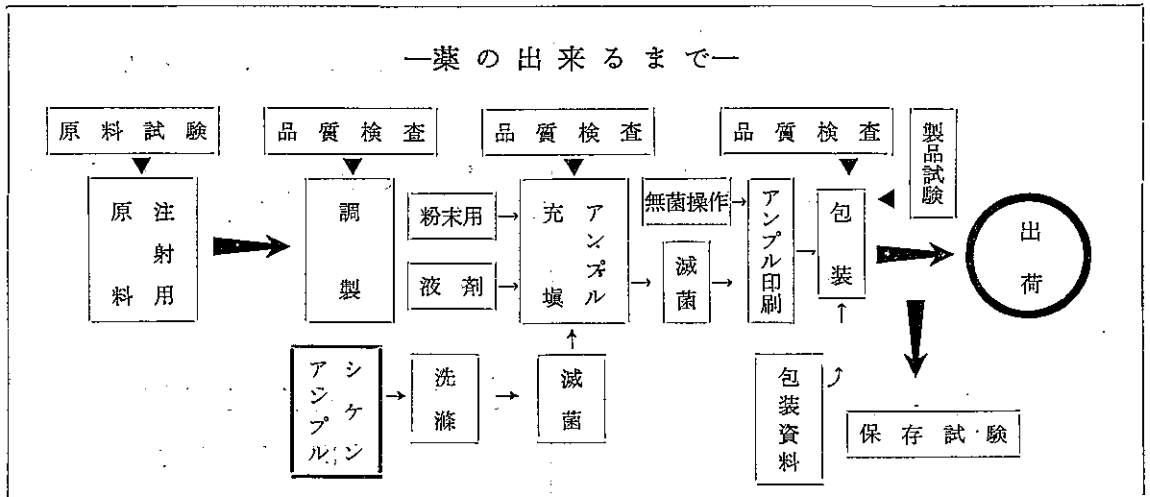 ―薬の出来るまで―
原料試験
品質検査
品質検査
品質検査
製品試験
注射用
原料
調製
粉末用
液剤
アンプル
充塡
無菌操作
滅菌
アンプル印刷
包装
出荷
シケン
アンプル
洗滌
滅菌
包装資料
保存試験